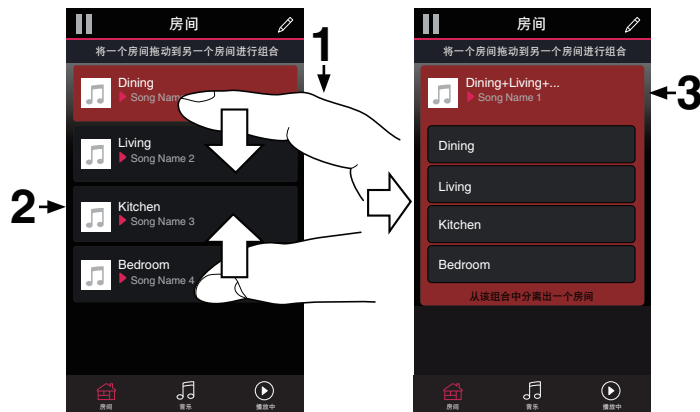 房间
将一个房间拖动到另一个房间进行组合
Dining
Song Nam
Living
Song Name 2
Kitchen
Song Name 3
Bedroom
Song Name 4
房间
音乐
播放中
1
2
房间
将一个房间拖动到另一个房间进行组合
Dining+Living+...
Song Name 1
Dining
Living
Kitchen
Bedroom
从该组合中分离出一个房间
房间
音乐
播放中
3